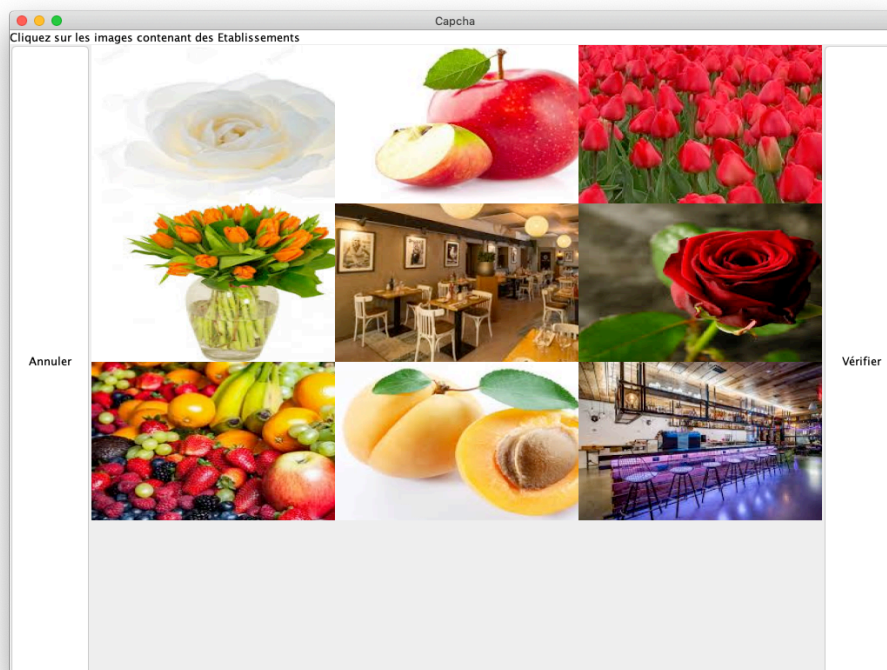 Capcha
Cliquez sur les images contenant des Etablissements
Annuler
Vérifier